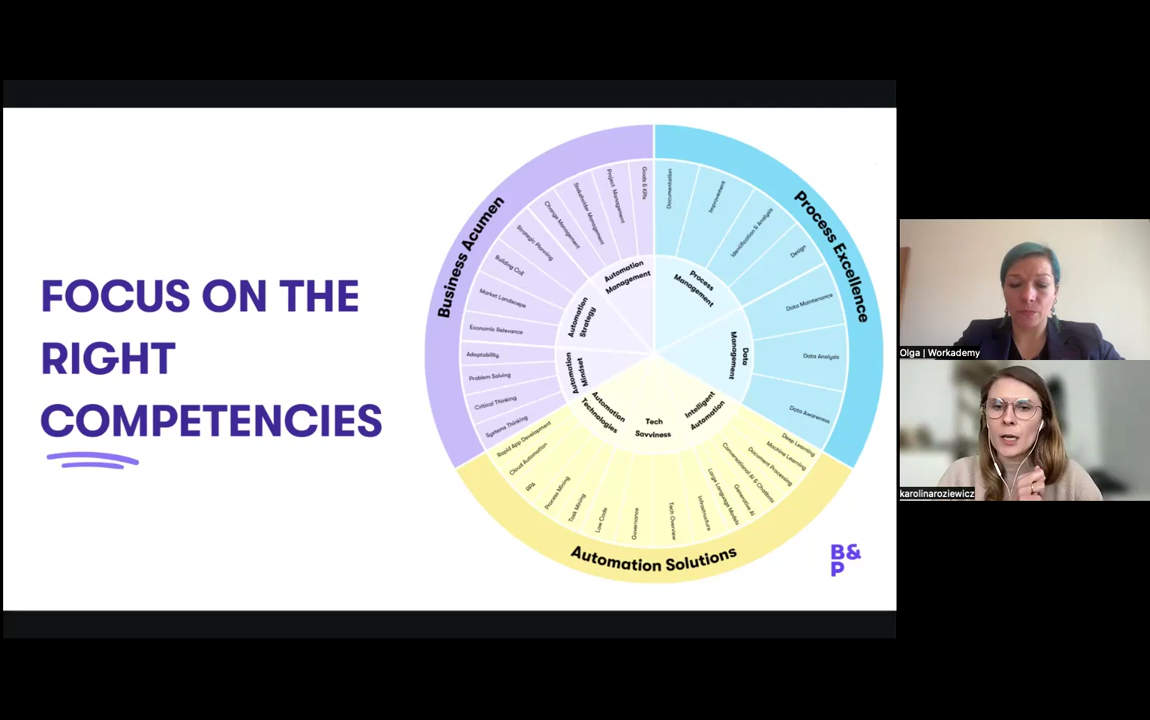 FOCUS ON THE
RIGHT
COMPETENCIES
Business Acumen
Process Excellence
Automation Solutions
Automation
Management
Automation
Strategy
Automation
Mindset
Process
Management
Data
Management
Intelligent
Automation
Tech
Savviness
Automation
Technologies
Systems Thinking
Critical Thinking
Problem Solving
Adaptability
Economic Relevance
Market Landscape
Building CoE
Strategic Planning
Change Management
Stakeholder Management
Project Management
Goals & KPIs
Documentation
Improvement
Identification & Analysis
Design
Data Maintenance
Data Analysis
Data Awareness
Deep Learning
Machine Learning
Document Processing
Conversational AI & Chatbots
Generative AI
Large Language Models
Infrastructure
Tech Overview
Governance
Low Code
Task Mining
Process Mining
RPA
Cloud Automation
Rapid App Development
B&
P
Olga | Workademy
karolinaroziewicz